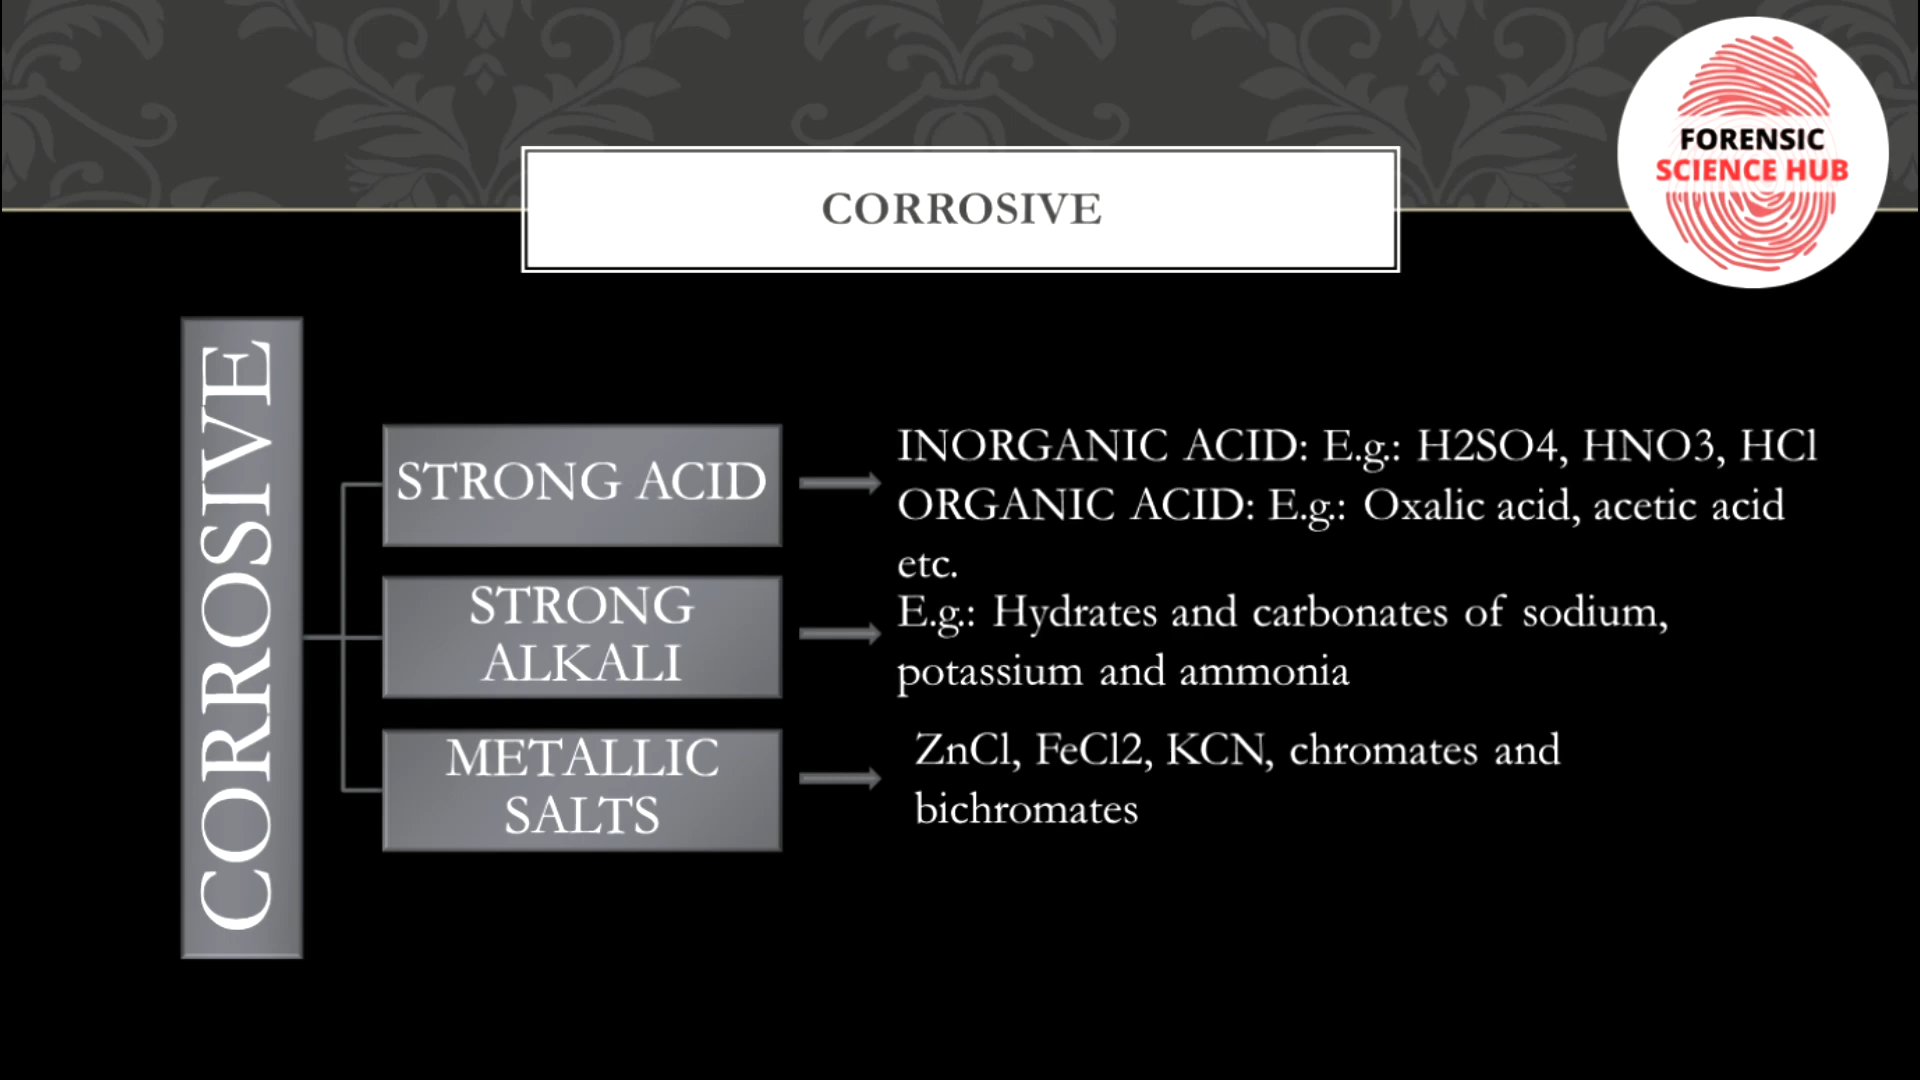 FORENSIC
SCIENCE HUB
CORROSIVE
CORROSIVE
STRONG ACID
INORGANIC ACID: E.g.: H2SO4, HNO3, HCl
ORGANIC ACID: E.g.: Oxalic acid, acetic acid
etc.
STRONG
ALKALI
E.g.: Hydrates and carbonates of sodium,
potassium and ammonia
METALLIC
SALTS
ZnCl, FeCl2, KCN, chromates and
bichromates